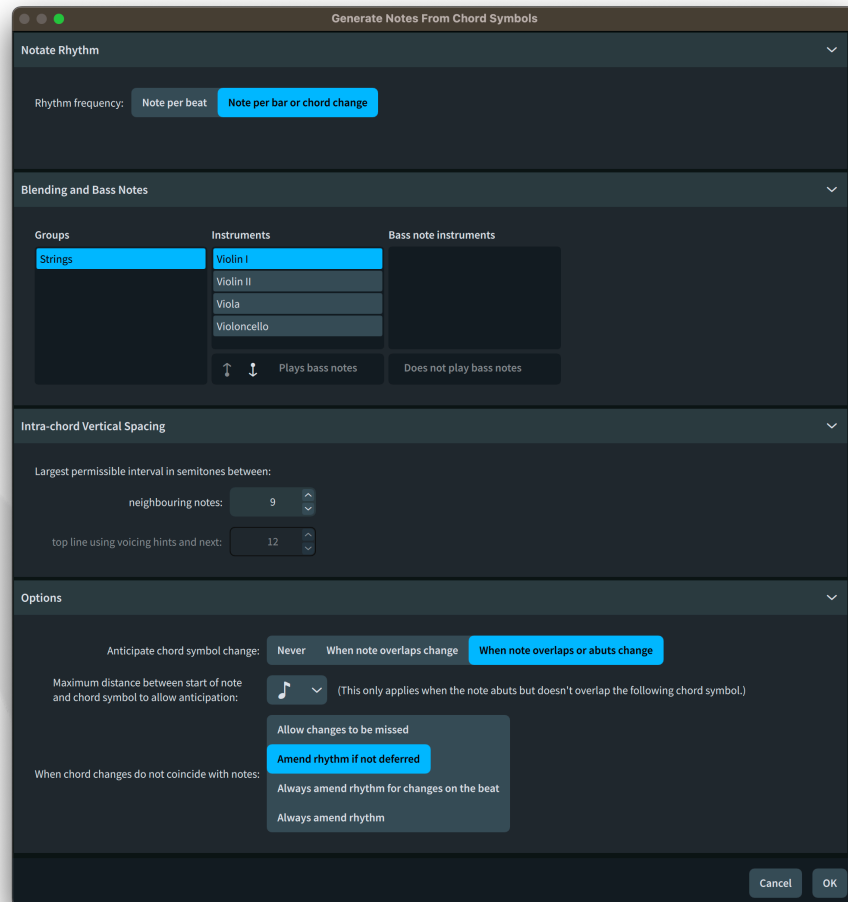 Generate Notes From Chord Symbols
Notate Rhythm
Rhythm frequency: Note per beat Note per bar or chord change
Blending and Bass Notes
Groups Instruments Bass note instruments
Strings Violin I
Violin II
Viola
Violoncello
Plays bass notes Does not play bass notes
Intra-chord Vertical Spacing
Largest permissible interval in semitones between:
neighbouring notes: 9
top line using voicing hints and next: 12
Options
Anticipate chord symbol change: Never When note overlaps change When note overlaps or abuts change
Maximum distance between start of note
and chord symbol to allow anticipation: (This only applies when the note abuts but doesn't overlap the following chord symbol.)
Allow changes to be missed
Amend rhythm if not deferred
When chord changes do not coincide with notes:
Always amend rhythm for changes on the beat
Always amend rhythm
Cancel OK